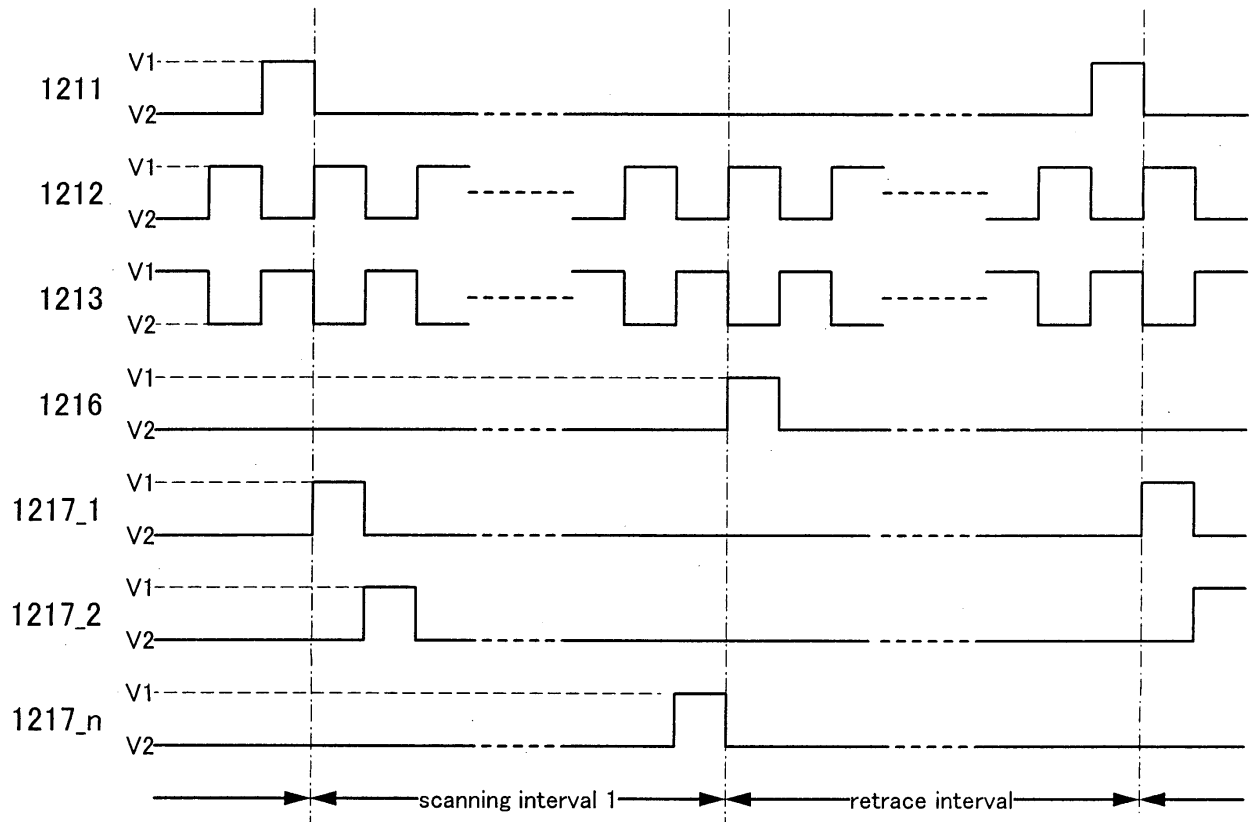 1211 V1 V2
1212 V1 V2
1213 V1 V2
1216 V1 V2
1217_1 V1 V2
1217_2 V1 V2
1217_n V1 V2
scanning interval 1 retrace interval